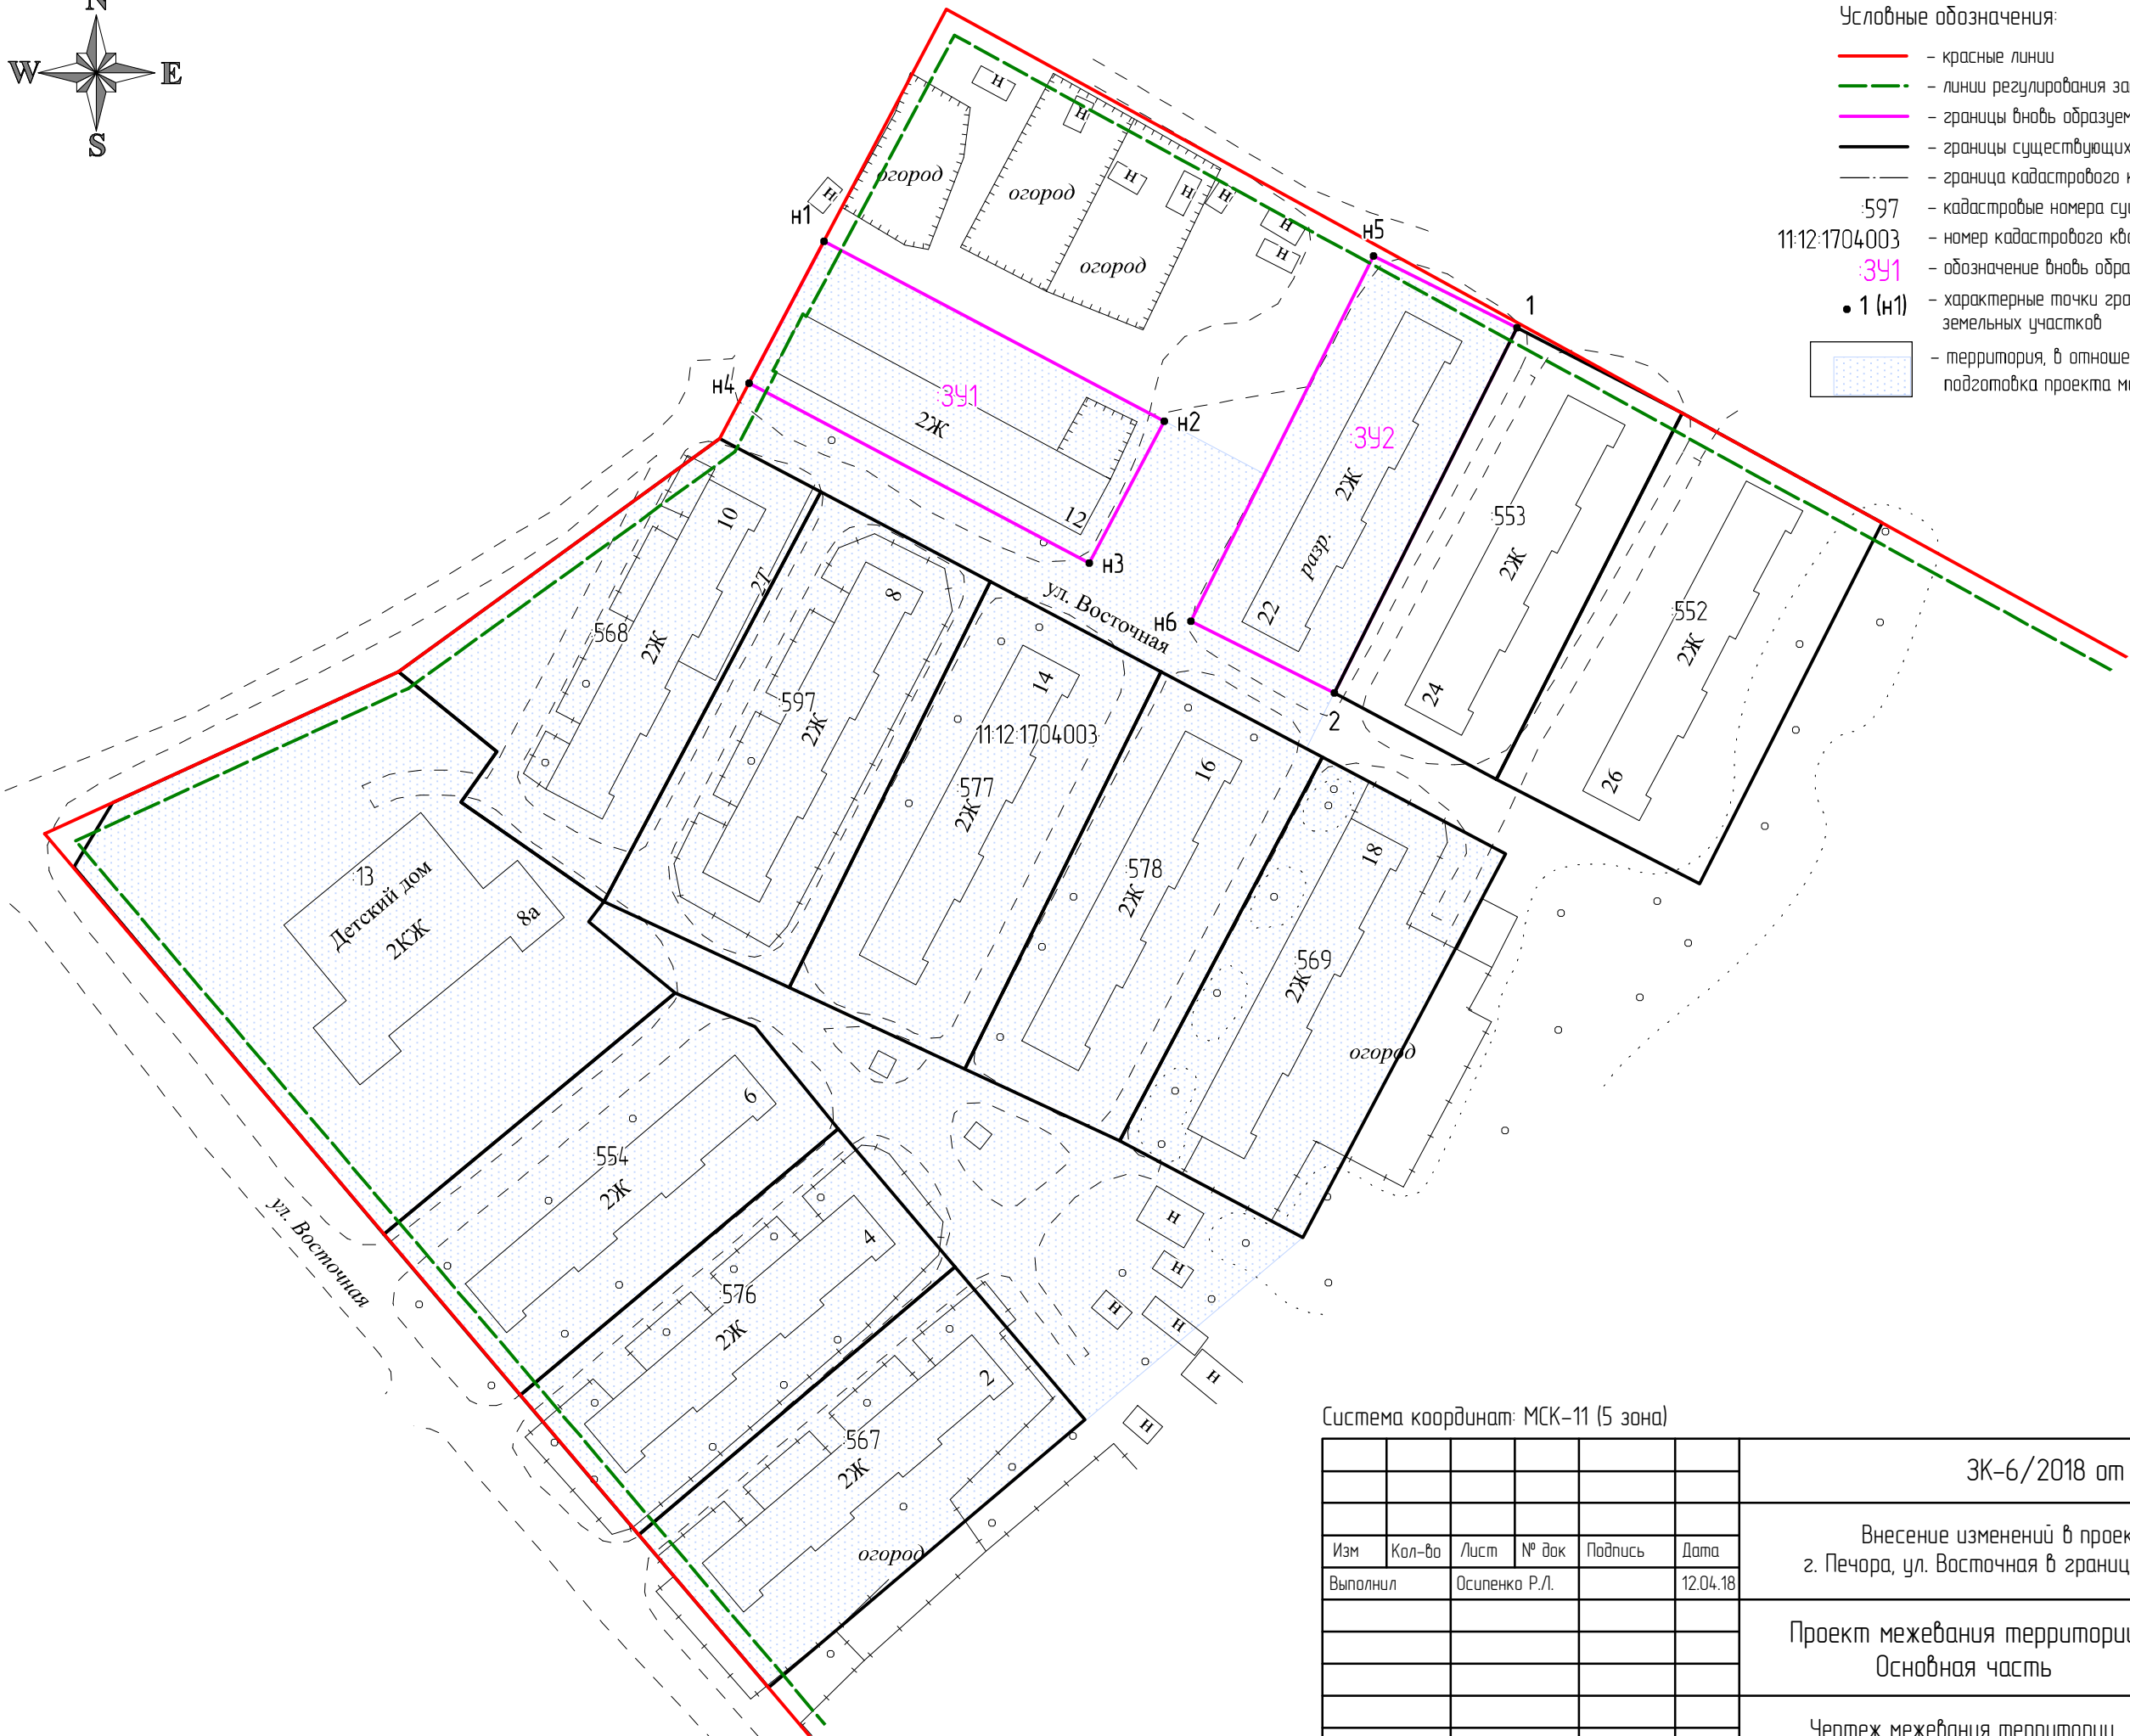 N
W E
S
Условные обозначения:
- красные линии
- линии регулирования за
- границы вновь образуем
- границы существующих
- граница кадастрового к
:597 - кадастровые номера су
11:12:1704003 - номер кадастрового кв
:ЗУ1 - обозначение вновь обра
1 (н1) - характерные точки гра
земельных участков
- территория, в отноше
подготовка проекта м
н
н
огород
огород
н
н
н
н
н
огород
н
н1
н5
1
н4
:ЗУ1
2Ж
н2
12
н3
:ЗУ2
2Ж
разр.
22
н6
2
:553
2Ж
24
:552
2Ж
26
ул. Восточная
10
2Т
:568
2Ж
8
:597
2Ж
14
11:12:1704003
:577
2Ж
16
:578
2Ж
18
:569
2Ж
огород
:13
Детский дом
2КЖ
8а
6
:554
2Ж
4
:576
2Ж
2
:567
2Ж
огород
ул. Восточная
н
н
н
н
н
н
Система координат: МСК-11 (5 зона)
ЗК-6/2018 от
Внесение изменений в проек
г. Печора, ул. Восточная в границ
Изм Кол-во Лист № док Подпись Дата
Выполнил Осипенко Р.Л. 12.04.18
Проект межевания территории
Основная часть
Чертеж межевания территории